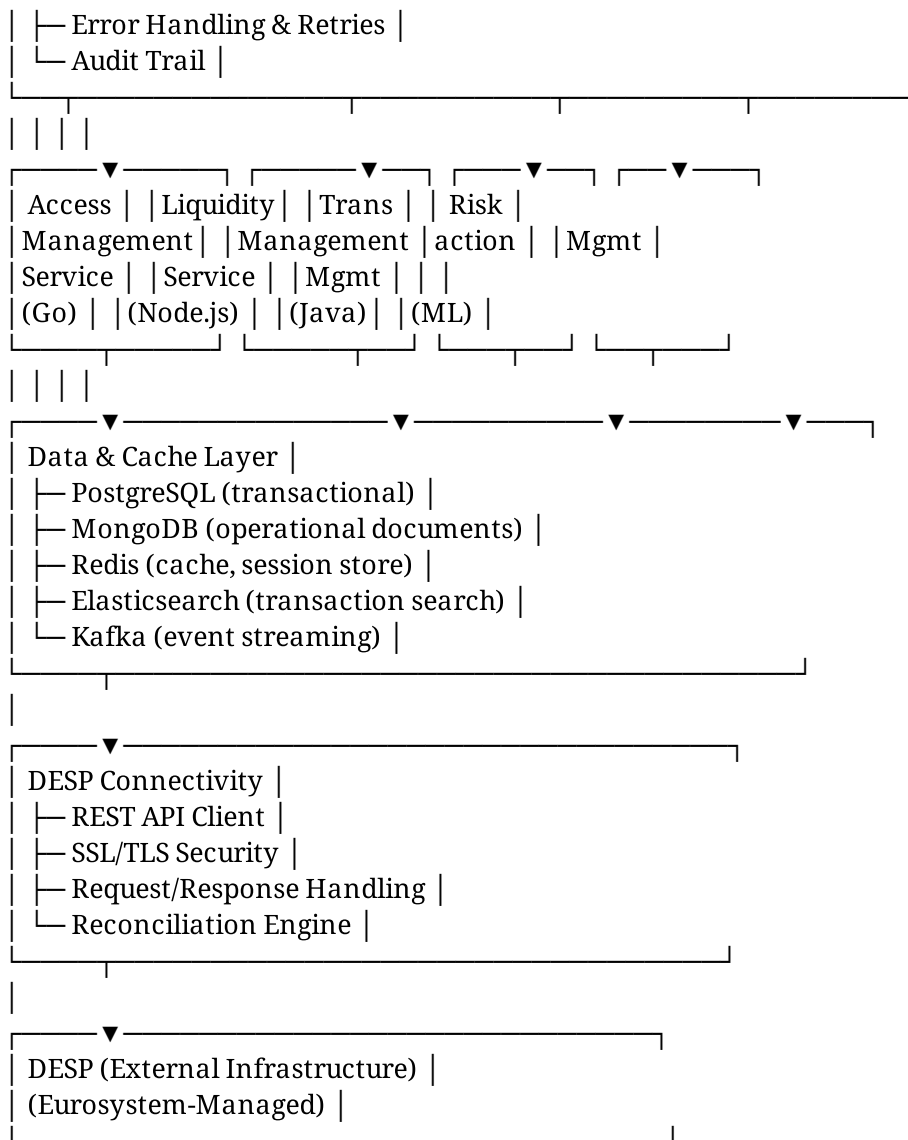 │ ├─ Error Handling & Retries │
│ └─ Audit Trail │
└───┬─────────────────┬────────────┬───────────┬──────────
│ │ │ │
┌─────▼──────┐ ┌──────▼──┐ ┌────▼───┐ ┌──▼────┐
│ Access │ │Liquidity│ │Trans │ │ Risk │
│Management│ │Management │action │ │Mgmt │
│Service │ │Service │ │Mgmt │ │ │
│(Go) │ │(Node.js) │ │(Java)│ │(ML) │
└─────┬──────┘ └──────┬───┘ └────┬───┘ └───┬────┘
│ │ │ │
┌─────▼────────────────▼───────────▼─────────▼────┐
│ Data & Cache Layer │
│ ├─ PostgreSQL (transactional) │
│ ├─ MongoDB (operational documents) │
│ ├─ Redis (cache, session store) │
│ ├─ Elasticsearch (transaction search) │
│ └─ Kafka (event streaming) │
└─────┬──────────────────────────────────────────┘
│
┌─────▼─────────────────────────────────────┐
│ DESP Connectivity │
│ ├─ REST API Client │
│ ├─ SSL/TLS Security │
│ ├─ Request/Response Handling │
│ └─ Reconciliation Engine │
└─────┬──────────────────────────────────────┘
│
┌─────▼─────────────────────────────────┐
│ DESP (External Infrastructure) │
│ (Eurosystem-Managed) │